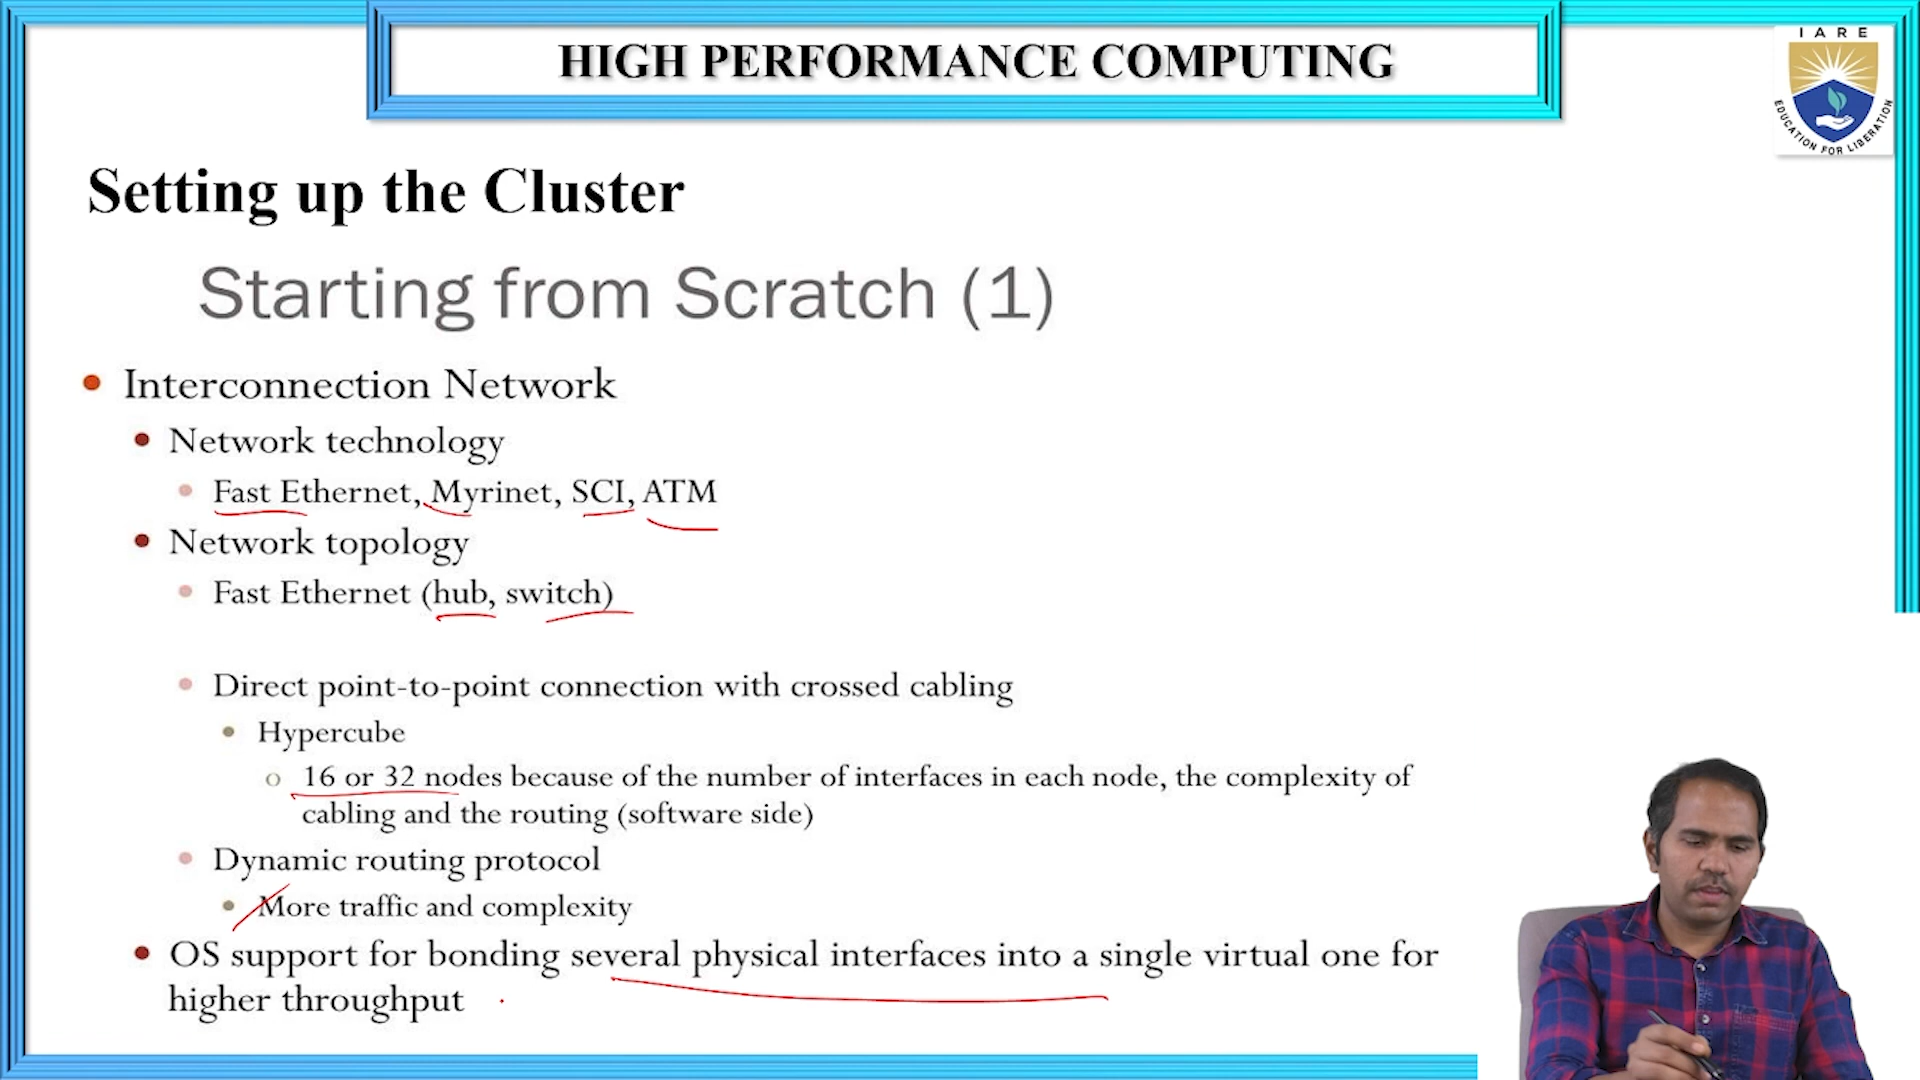 HIGH PERFORMANCE COMPUTING
IARE
EDUCATION FOR LIBERATION
Setting up the Cluster
Starting from Scratch (1)
Interconnection Network
Network technology
Fast Ethernet, Myrinet, SCI, ATM
Network topology
Fast Ethernet (hub, switch)
Direct point-to-point connection with crossed cabling
Hypercube
16 or 32 nodes because of the number of interfaces in each node, the complexity of
cabling and the routing (software side)
Dynamic routing protocol
More traffic and complexity
OS support for bonding several physical interfaces into a single virtual one for
higher throughput